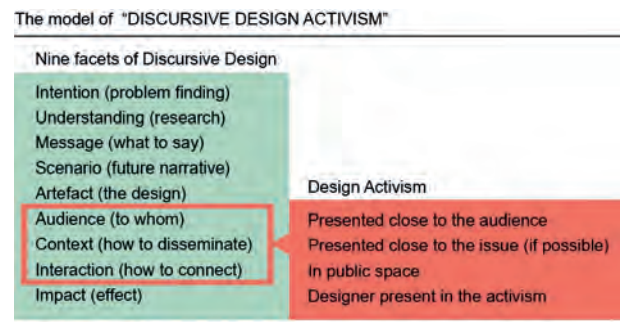 The model of "DISCURSIVE DESIGN ACTIVISM"
Nine facets of Discursive Design
Intention (problem finding)
Understanding (research)
Message (what to say)
Scenario (future narrative)
Artefact (the design)
Audience (to whom)
Context (how to disseminate)
Interaction (how to connect)
Impact (effect)
Design Activism
Presented close to the audience
Presented close to the issue (if possible)
In public space
Designer present in the activism